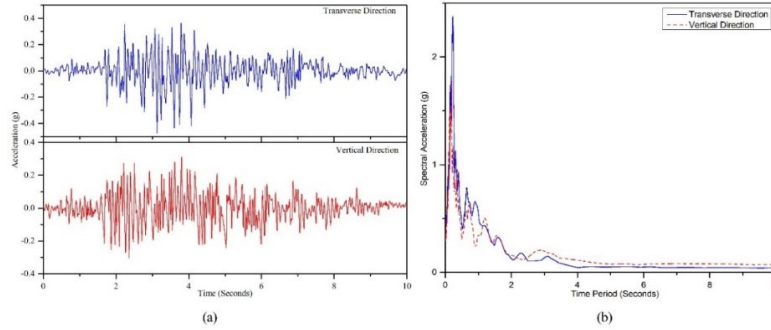 Transverse Direction
0.4
0.2
0.0
-0.2
-0.4
Acceleration (g)
Vertical Direction
0.4
0.2
0.0
-0.2
-0.4
0 2 4 6 8 10
Time (Seconds)
(a)
Transverse Direction
Vertical Direction
Spectral Acceleration (g)
2
1
0
0 2 4 6 8
Time Period (Seconds)
(b)